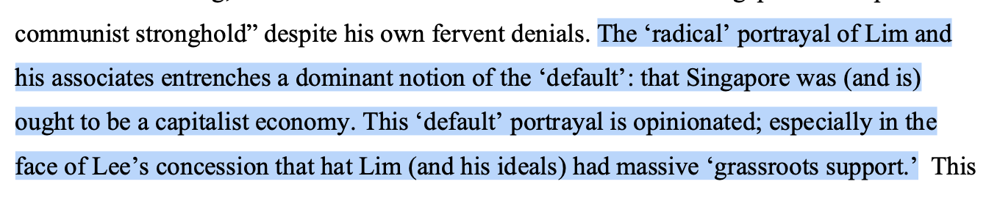 communist stronghold” despite his own fervent denials. The ‘radical’ portrayal of Lim and
his associates entrenches a dominant notion of the ‘default’: that Singapore was (and is)
ought to be a capitalist economy. This ‘default’ portrayal is opinionated; especially in the
face of Lee’s concession that hat Lim (and his ideals) had massive ‘grassroots support.’  This